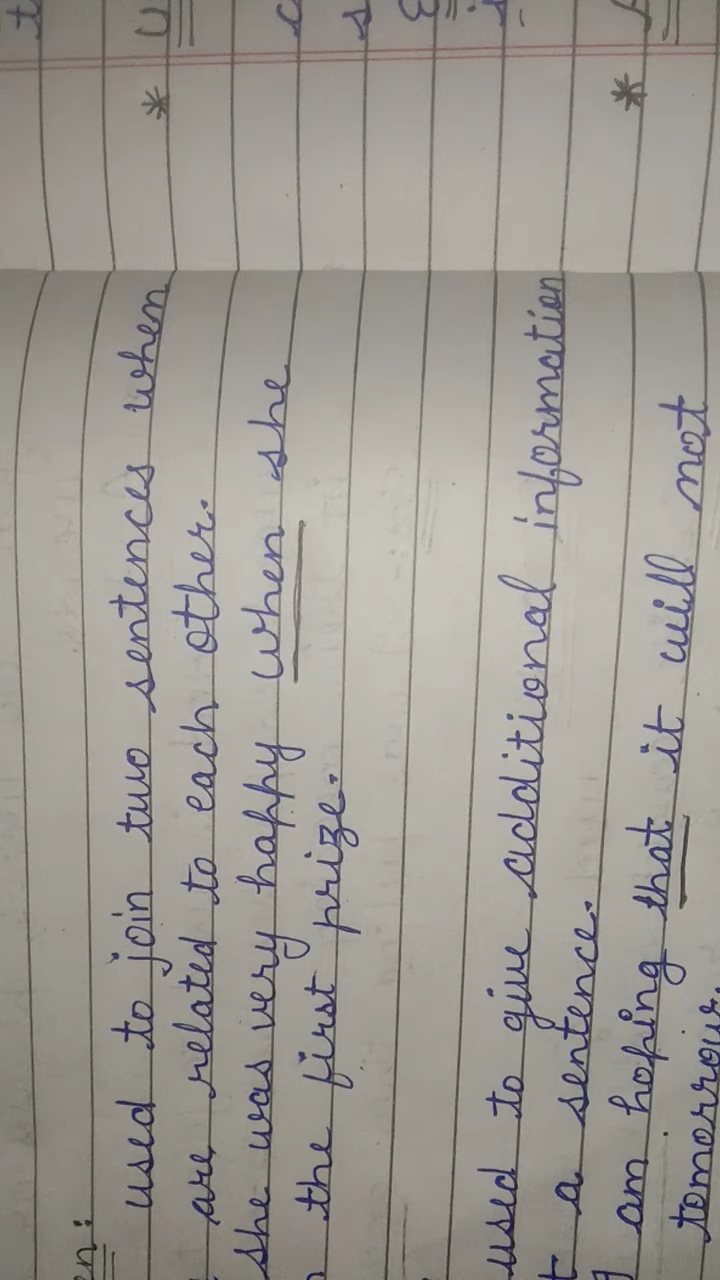 en:
used to join two sentences when
are related to each other.
she was very happy when she
the first prize.
used to give additional information
t a sentence.
I am hoping that it will not
tomorrow.